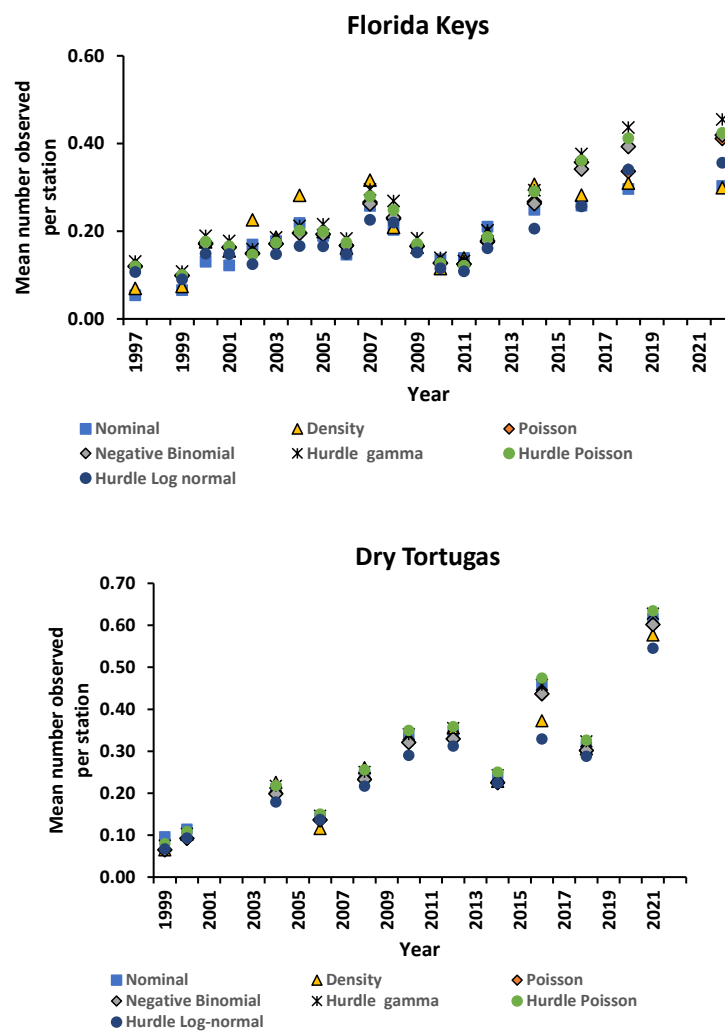 Florida Keys
Mean number observed
per station
0.60
0.40
0.20
0.00
1997
1999
2001
2003
2005
2007
2009
2011
2013
2015
2017
2019
2021
Year
Nominal Density Poisson
Negative Binomial Hurdle gamma Hurdle Poisson
Hurdle Log normal
Dry Tortugas
Mean number observed
per station
0.70
0.60
0.50
0.40
0.30
0.20
0.10
0.00
1999
2001
2003
2005
2007
2009
2011
2013
2015
2017
2019
2021
Year
Nominal Density Poisson
Negative Binomial Hurdle gamma Hurdle Poisson
Hurdle Log-normal